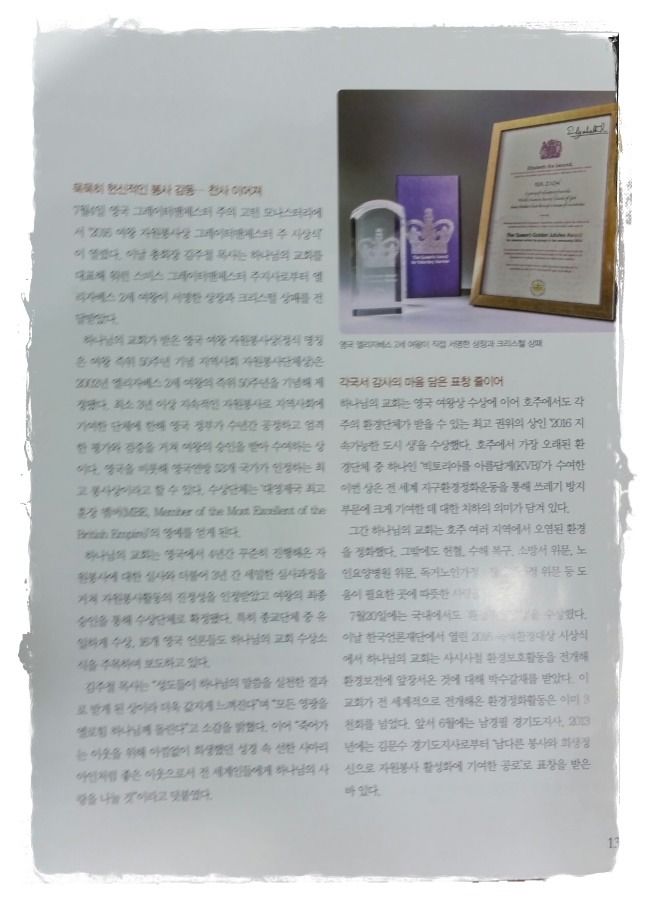 묵묵히 헌신적인 봉사 감동… 찬사 이어져
7월4일 영국 그레이터맨체스터 주의 고턴 모나스터리에
서 '2016 여왕 자원봉사상 그레이터맨체스터 주 시상식'
이 열렸다. 이날 총회장 김주철 목사는 하나님의 교회를
대표해 워런 스미스 그레이터맨체스터 주지사로부터 엘
리자베스 2세 여왕이 서명한 상장과 크리스털 상패를 전
달받았다.
하나님의 교회가 받은 영국 여왕 자원봉사상(정식 명칭
은 여왕 즉위 50주년 기념 지역사회 자원봉사단체상)은
2002년 엘리자베스 2세 여왕의 즉위 50주년을 기념해 제
정됐다. 최소 3년 이상 지속적인 자원봉사로 지역사회에
기여한 단체에 한해 영국 정부가 수년간 공정하고 엄격
한 평가와 검증을 거쳐 여왕의 승인을 받아 수여하는 상
이다. 영국을 비롯해 영국연방 53개 국가가 인정하는 최
고 봉사상이라고 할 수 있다. 수상단체는 '대영제국 최고
훈장 멤버(MBE, Member of the Most Excellent of the
British Empire)'의 명예를 얻게 된다.
하나님의 교회는 영국에서 4년간 꾸준히 진행해온 자
원봉사에 대한 심사와 더불어 3년 간 세밀한 심사과정을
거쳐 자원봉사활동의 진정성을 인정받았고 여왕의 최종
승인을 통해 수상단체로 확정됐다. 특히 종교단체 중 유
일하게 수상, 16개 영국 언론들도 하나님의 교회 수상소
식을 주목하며 보도하고 있다.
김주철 목사는 "성도들이 하나님의 말씀을 실천한 결과
로 받게 된 상이라 더욱 값지게 느껴진다"며 "모든 영광을
엘로힘 하나님께 돌린다"고 소감을 밝혔다. 이어 "죽어가
는 이웃을 위해 아낌없이 희생했던 성경 속 선한 사마리
아인처럼 좋은 이웃으로서 전 세계인들에게 하나님의 사
랑을 나눌 것"이라고 덧붙였다.
Elizabeth the Second,
The Queen's Golden Jubilee Award
The Queen's Award
for Voluntary Service
영국 엘리자베스 2세 여왕이 직접 서명한 상장과 크리스털 상패
각국서 감사의 마음 담은 표창 줄이어
하나님의 교회는 영국 여왕상 수상에 이어 호주에서도 각
주의 환경단체가 받을 수 있는 최고 권위의 상인 '2016 지
속가능한 도시 상'을 수상했다. 호주에서 가장 오래된 환
경단체 중 하나인 '빅토리아를 아름답게(KVB)'가 수여한
이번 상은 전 세계 지구환경정화운동을 통해 쓰레기 방지
부문에 크게 기여한 데 대한 치하의 의미가 담겨 있다.
그간 하나님의 교회는 호주 여러 지역에서 오염된 환경
을 정화했다. 그밖에도 헌혈, 수해 복구, 소방서 위문, 노
인요양병원 위문, 독거노인가정 위문 등 도
움이 필요한 곳에 따뜻한
7월20일에는 국내에서도 수상했다.
이날 한국언론재단에서 열린 2016 녹색환경대상 시상식
에서 하나님의 교회는 사시사철 환경보호활동을 전개해
환경보전에 앞장서온 것에 대해 박수갈채를 받았다. 이
교회가 전 세계적으로 전개해온 환경정화활동은 이미 3
천회를 넘었다. 앞서 6월에는 남경필 경기도지사, 2013
년에는 김문수 경기도지사로부터 '남다른 봉사와 희생정
신으로 자원봉사 활성화에 기여한 공로'로 표창을 받은
바 있다.
13